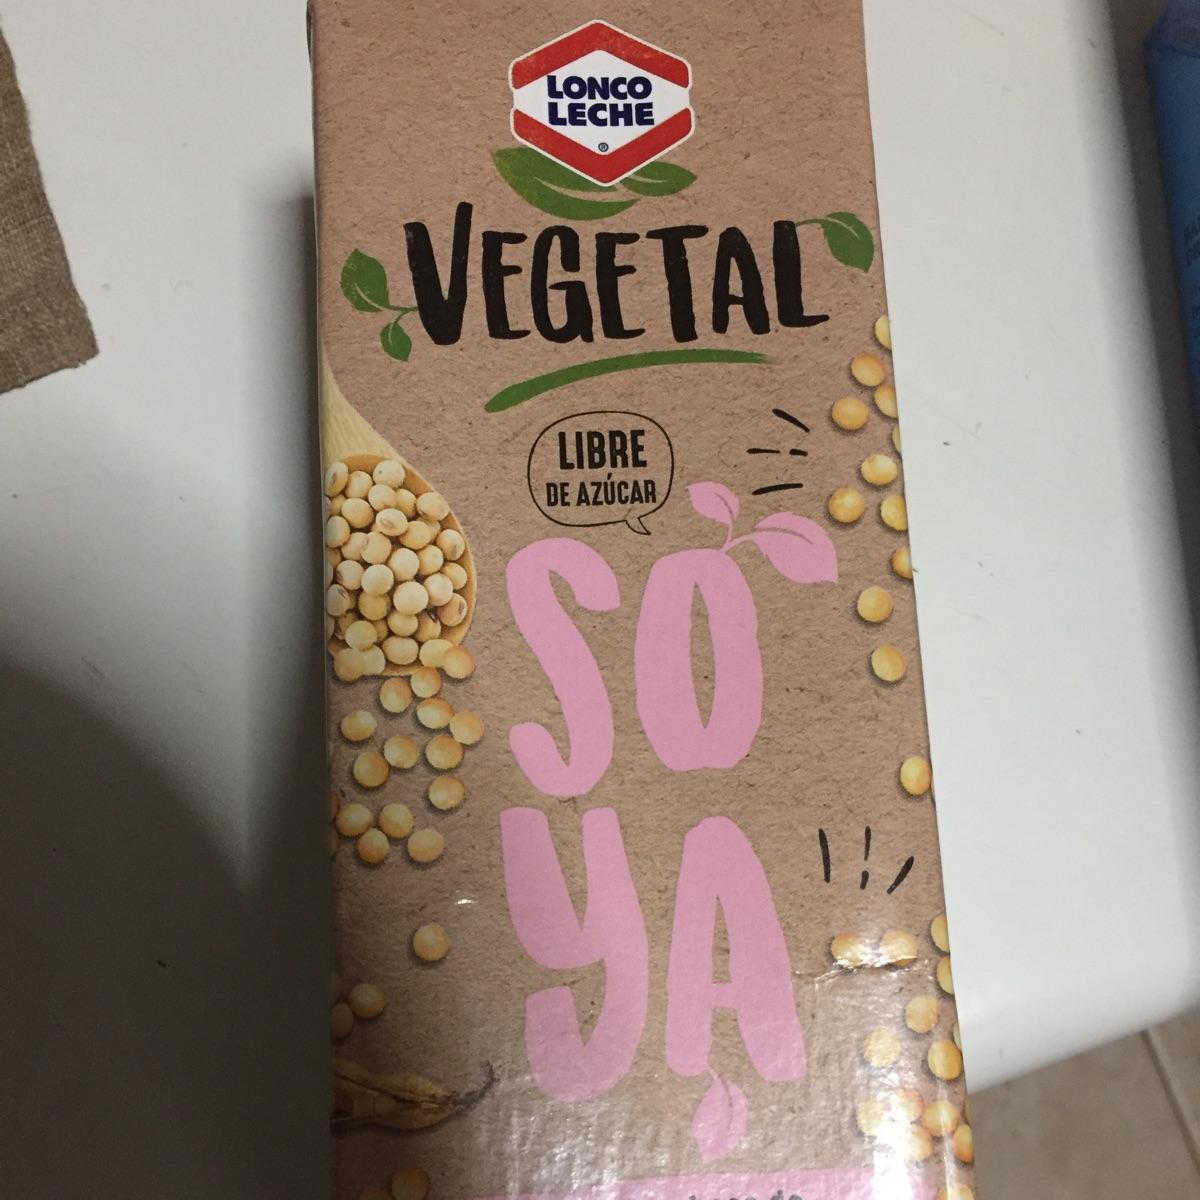 LONCO
LECHE
®
VEGETAL
LIBRE
DE AZÚCAR
SO
YA